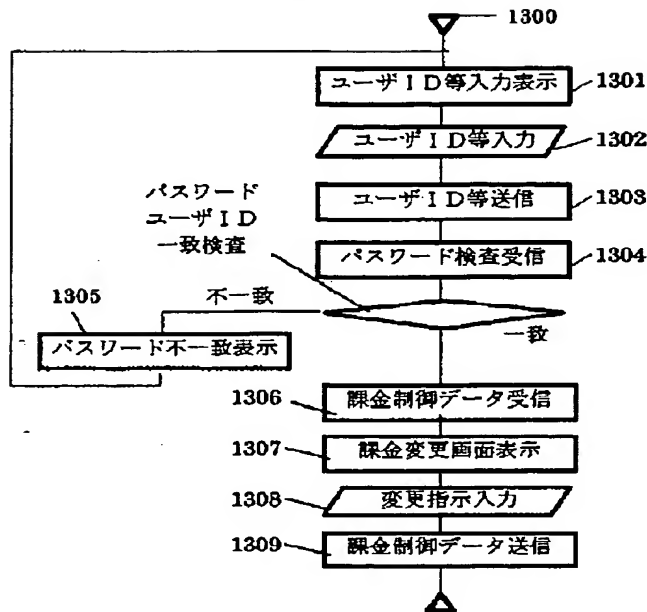 1300
ユーザＩＤ等入力表示 1301
ユーザＩＤ等入力 1302
ユーザＩＤ等送信 1303
パスワード検査受信 1304
パスワード
ユーザＩＤ
一致検査
1305
不一致
一致
パスワード不一致表示
1306 課金制御データ受信
1307 課金変更画面表示
1308 変更指示入力
1309 課金制御データ送信